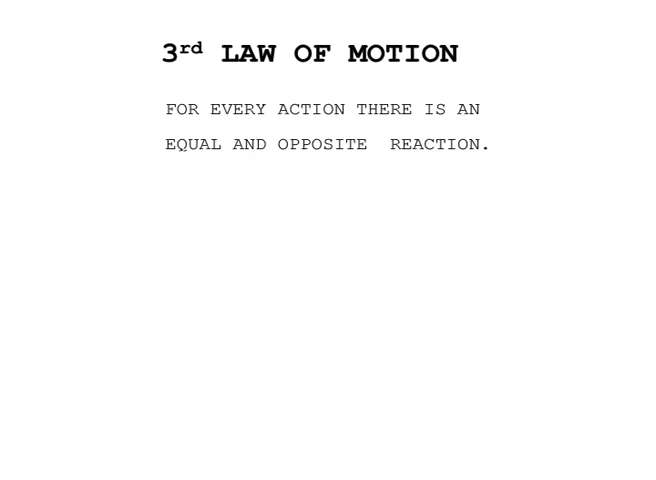 3rd LAW OF MOTION
FOR EVERY ACTION THERE IS AN
EQUAL AND OPPOSITE  REACTION.